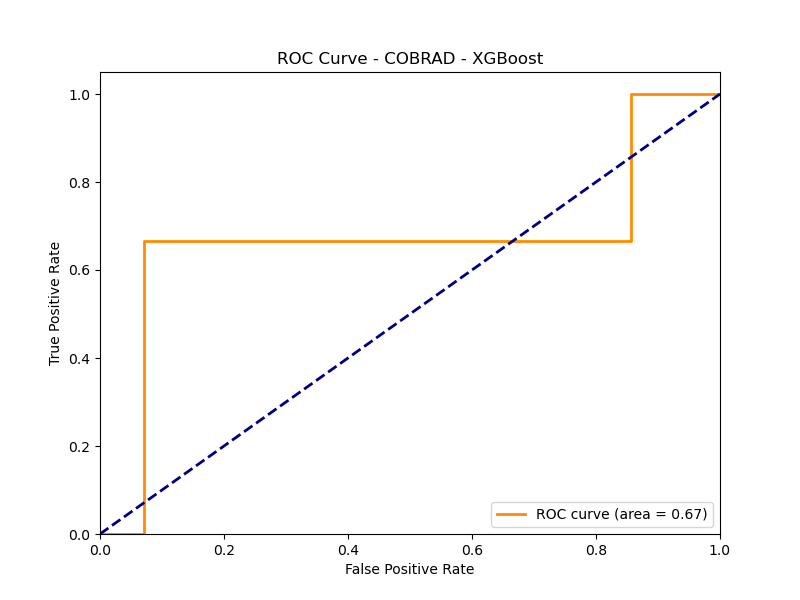 ROC Curve - COBRAD - XGBoost
True Positive Rate
1.0
0.8
0.6
0.4
0.2
0.0
ROC curve (area = 0.67)
0.0 0.2 0.4 0.6 0.8 1.0
False Positive Rate